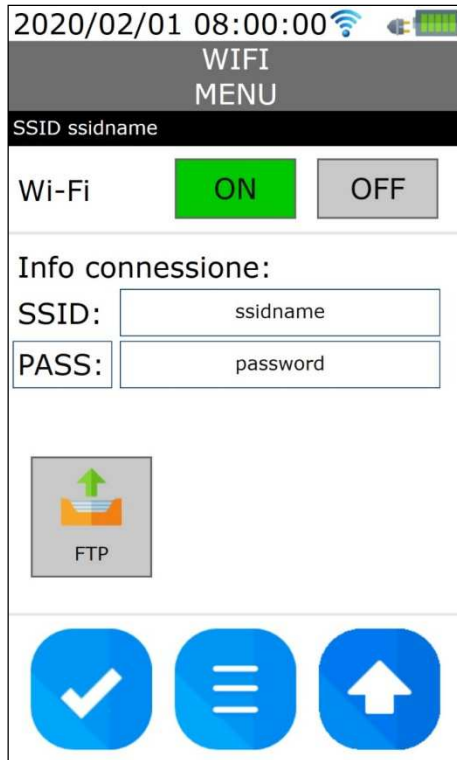 2020/02/01 08:00:00
WIFI
MENU
SSID ssidname
Wi-Fi ON OFF
Info connessione:
SSID: ssidname
PASS: password
FTP